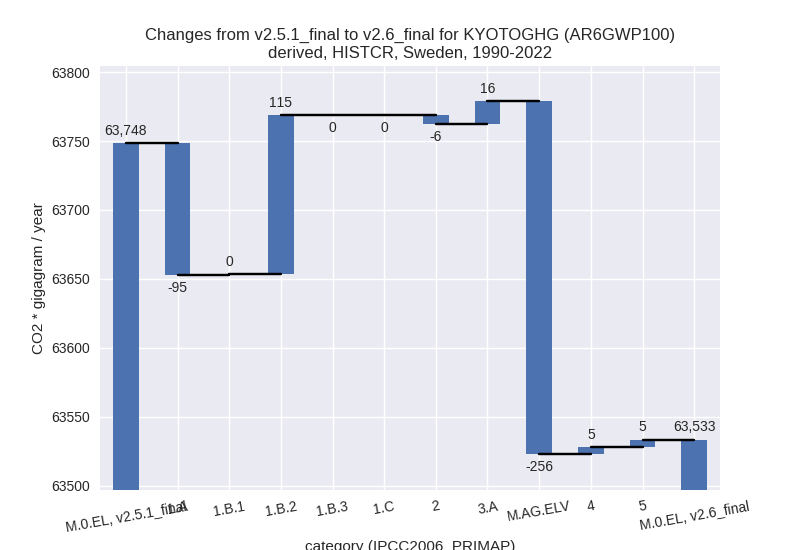 Changes from v2.5.1_final to v2.6_final for KYOTOGHG (AR6GWP100)
derived, HISTCR, Sweden, 1990-2022
CO2 * gigagram / year
63800
63750
63700
63650
63600
63550
63500
63,748
-95
0
115
0
0
-6
16
-256
5
5
63,533
M.0.EL, v2.5.1_final
1.A
1.B.1
1.B.2
1.B.3
1.C
2
3.A
M.AG.ELV
4
5
M.0.EL, v2.6_final
category (IPCC2006_PRIMAP)